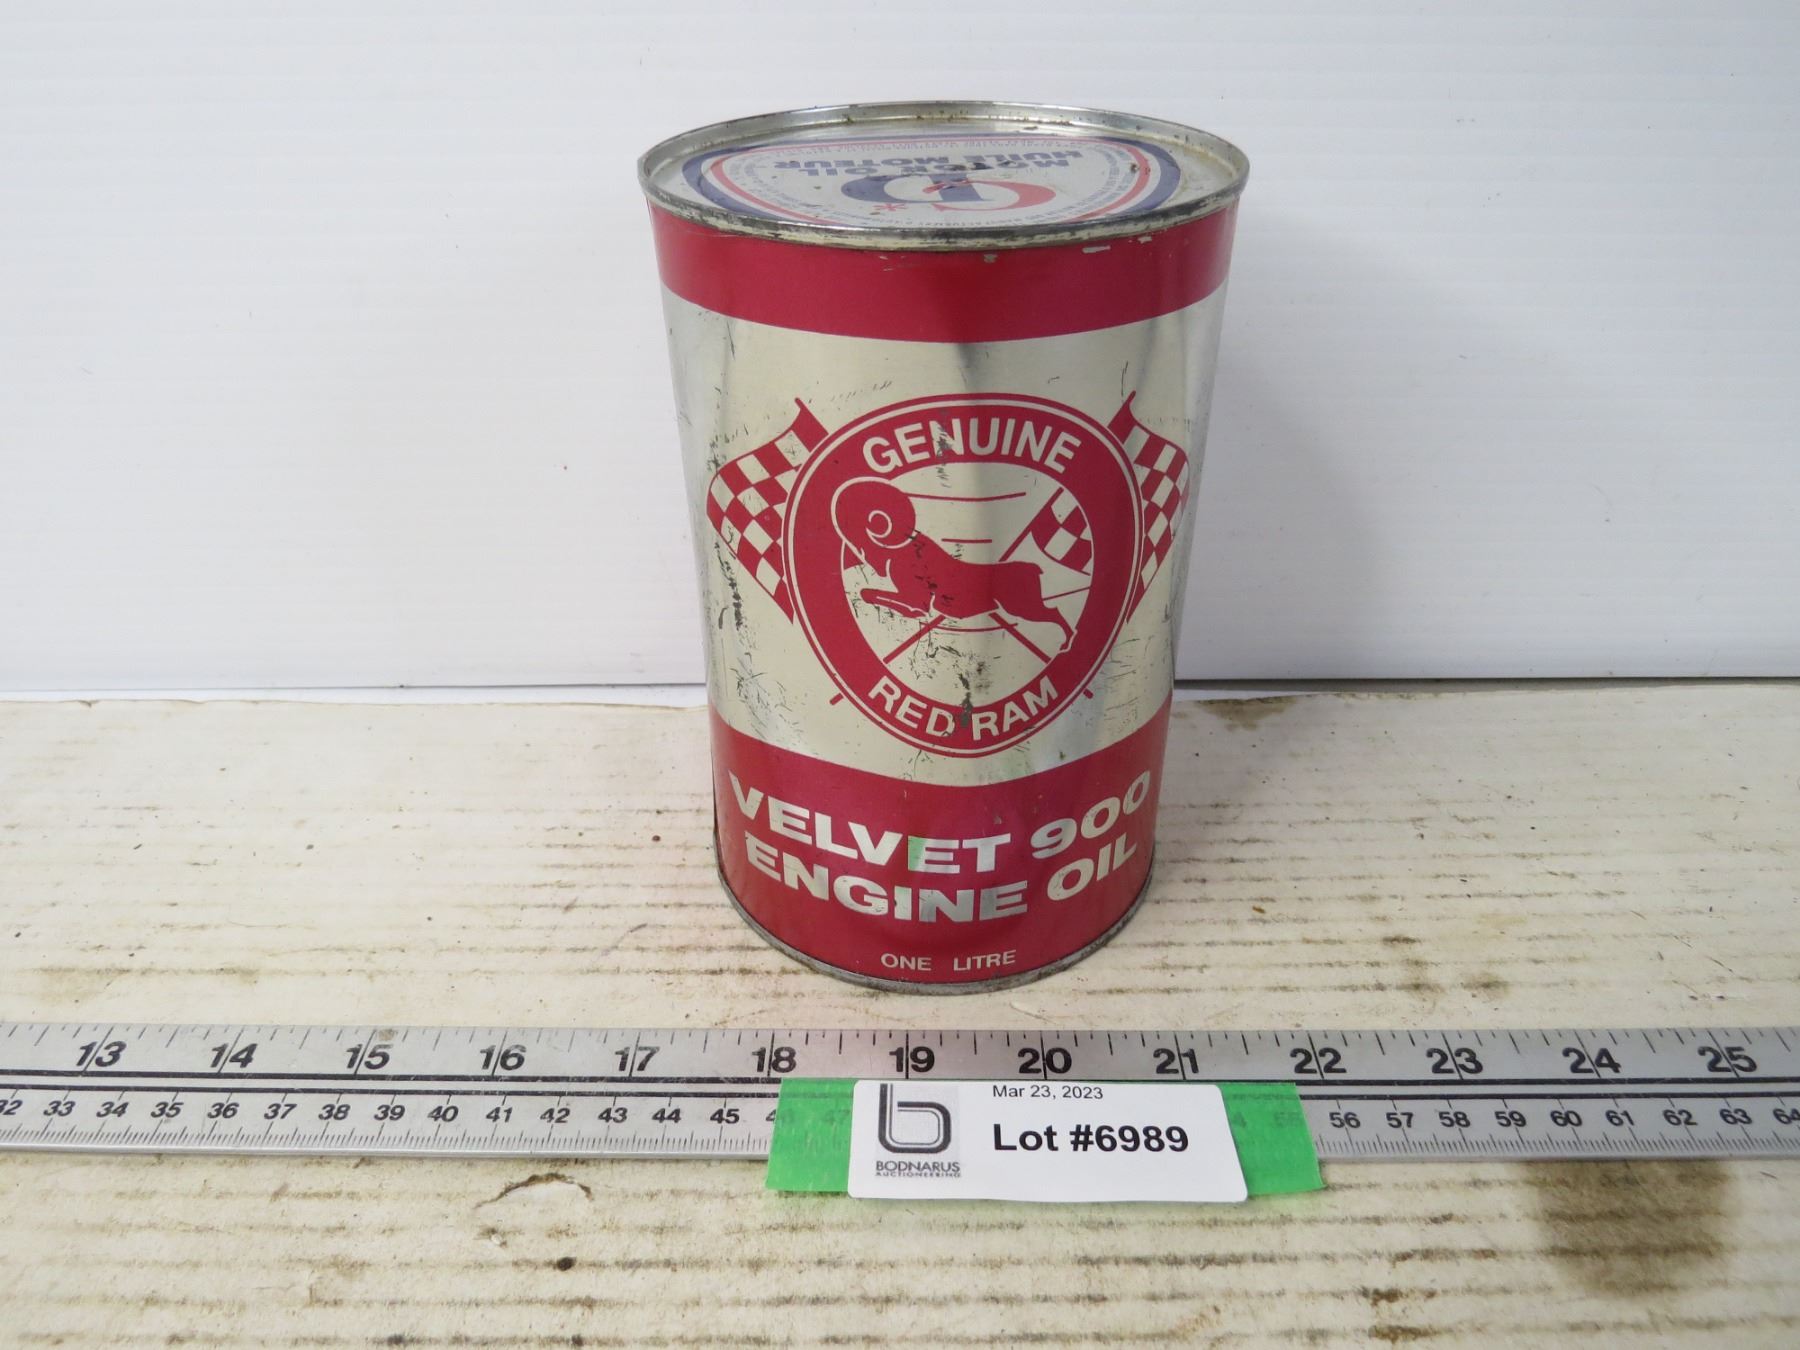 MOTOR OIL
HUILE MOTEUR
GENUINE
RED RAM
VELVET 900
ENGINE OIL
ONE LITRE
13 14 15 16 17 18 19 20 21 22 23 24 25
32 33 34 35 36 37 38 39 40 41 42 43 44 45 56 57 58 59 60 61 62 63 64
Mar 23, 2023
Lot #6989
BODNARUS
AUCTIONEERING